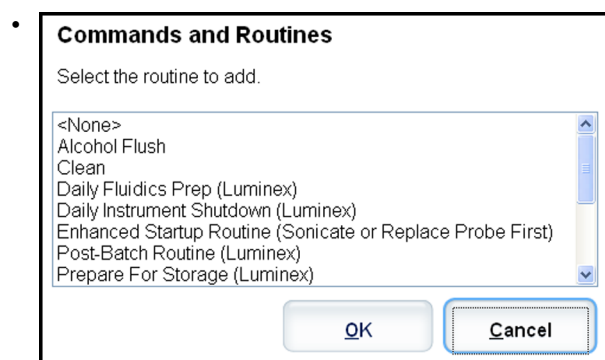 Commands and Routines
Select the routine to add.
<None>
Alcohol Flush
Clean
Daily Fluidics Prep (Luminex)
Daily Instrument Shutdown (Luminex)
Enhanced Startup Routine (Sonicate or Replace Probe First)
Post-Batch Routine (Luminex)
Prepare For Storage (Luminex)
OK Cancel